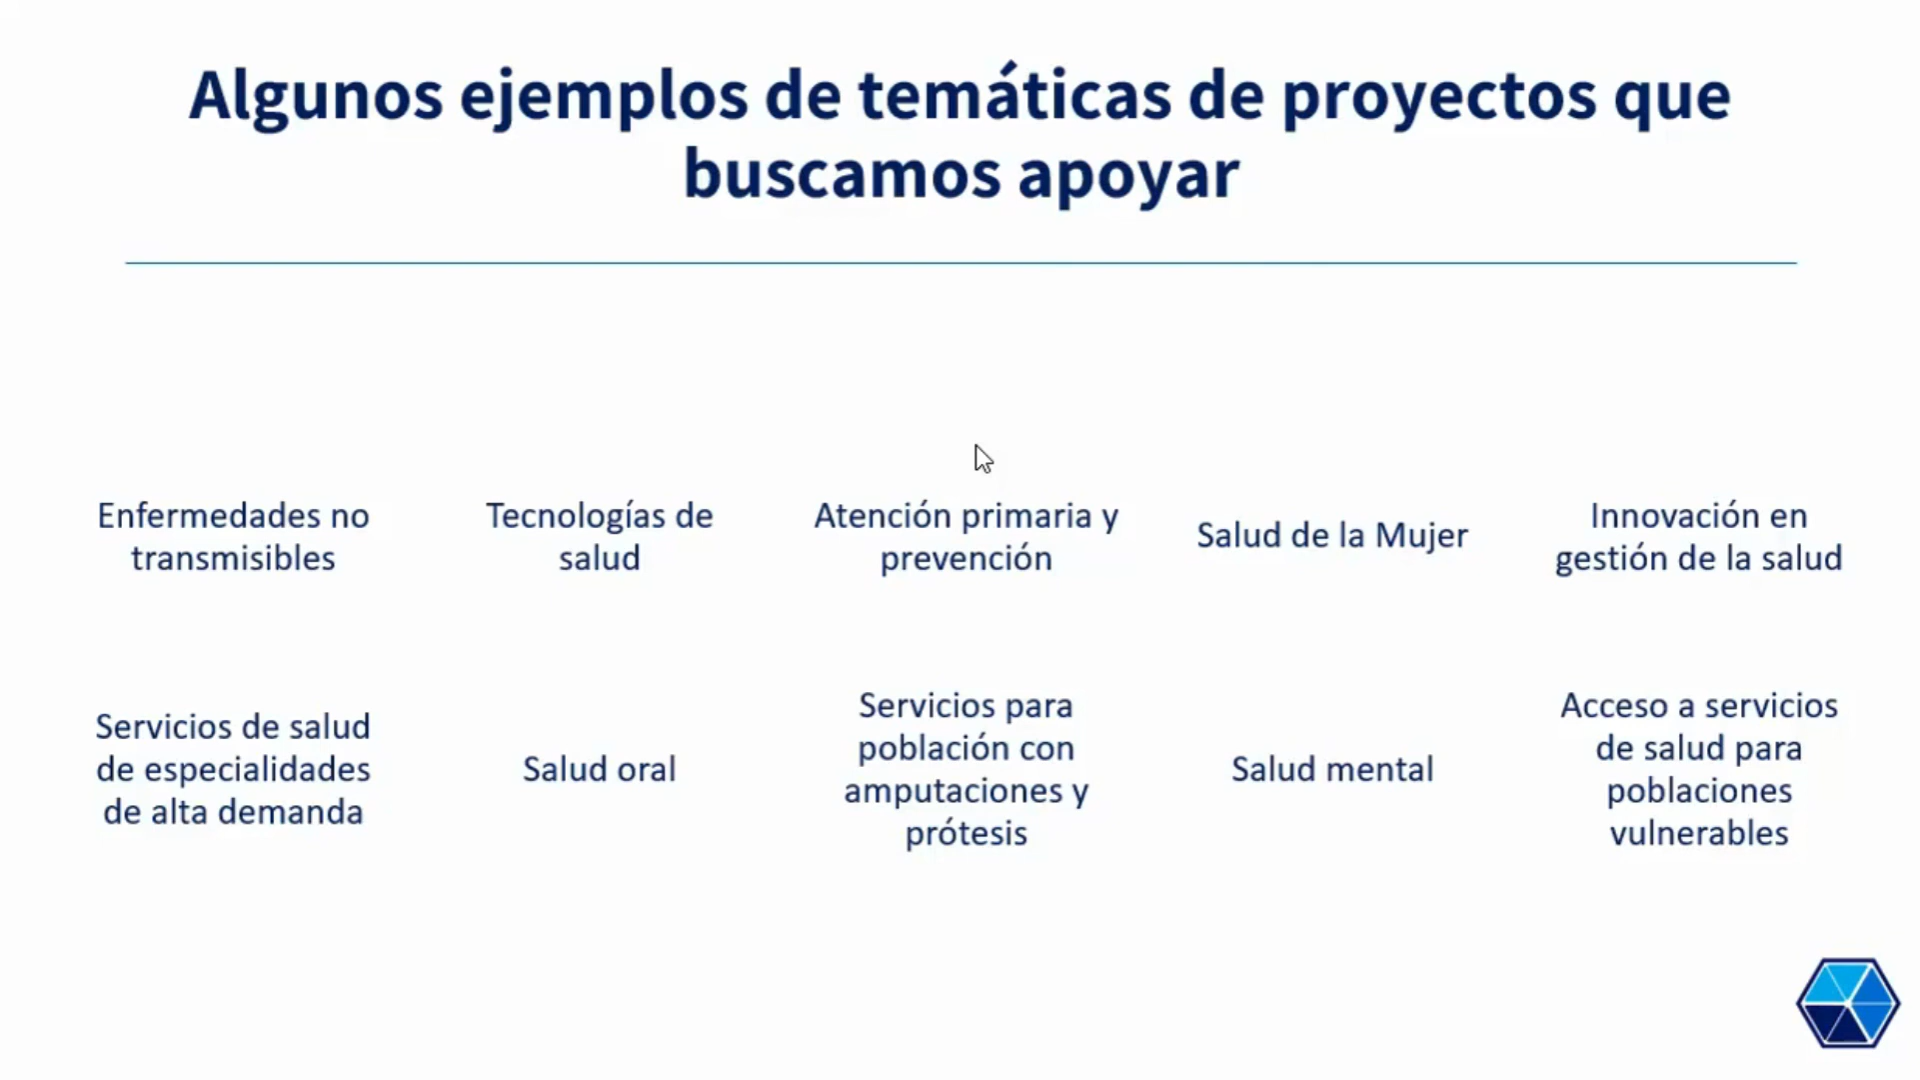 Algunos ejemplos de temáticas de proyectos que
buscamos apoyar
Enfermedades no
transmisibles
Tecnologías de
salud
Atención primaria y
prevención
Salud de la Mujer
Innovación en
gestión de la salud
Servicios de salud
de especialidades
de alta demanda
Salud oral
Servicios para
población con
amputaciones y
prótesis
Salud mental
Acceso a servicios
de salud para
poblaciones
vulnerables